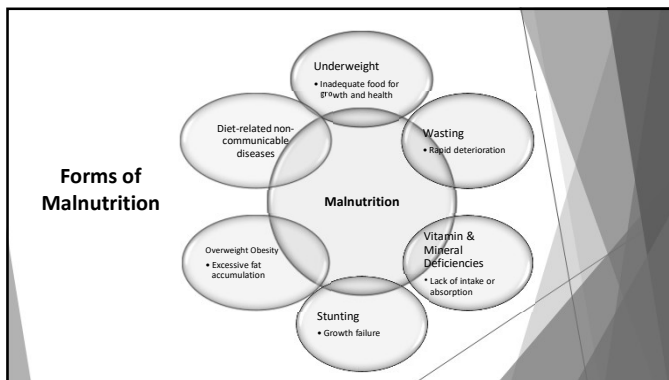 Forms of
Malnutrition
Underweight
• Inadequate food for
growth and health
Wasting
• Rapid deterioration
Vitamin &
Mineral
Deficiencies
• Lack of intake or
absorption
Stunting
• Growth failure
Overweight Obesity
• Excessive fat
accumulation
Diet-related non-
communicable
diseases
Malnutrition